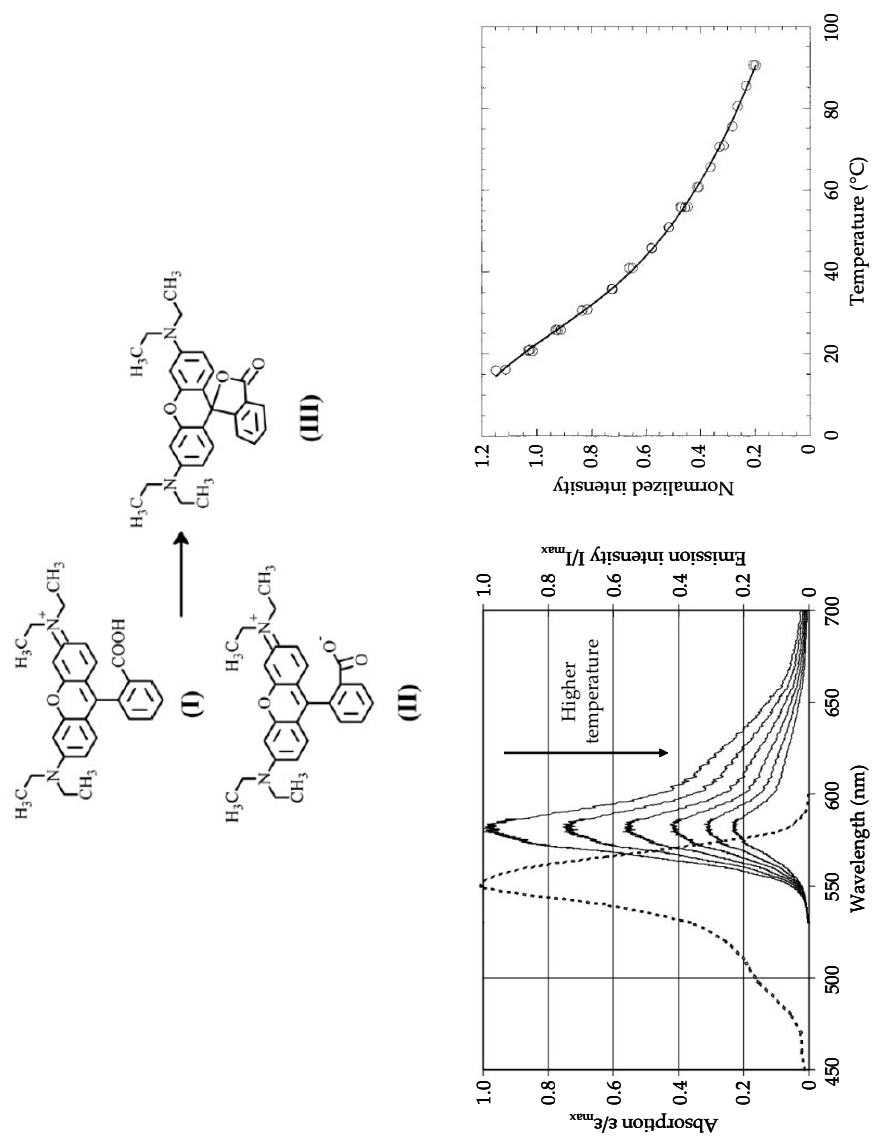 H₃C
N
CH₃
O
N⁺
H₃C
CH₃
COOH
(I)
H₃C
N
CH₃
O
N⁺
H₃C
CH₃
O⁻
O
(II)
H₃C
N
CH₃
O
N
H₃C
CH₃
O
O
(III)
Absorption ε/εmax
1.0
0.8
0.6
0.4
0.2
0
450
500
550
600
650
700
Wavelength (nm)
Higher
temperature
1.0
0.8
0.6
0.4
0.2
0
Emission intensity I/Imax
Normalized intensity
1.2
1.0
0.8
0.6
0.4
0.2
0
0
20
40
60
80
100
Temperature (°C)